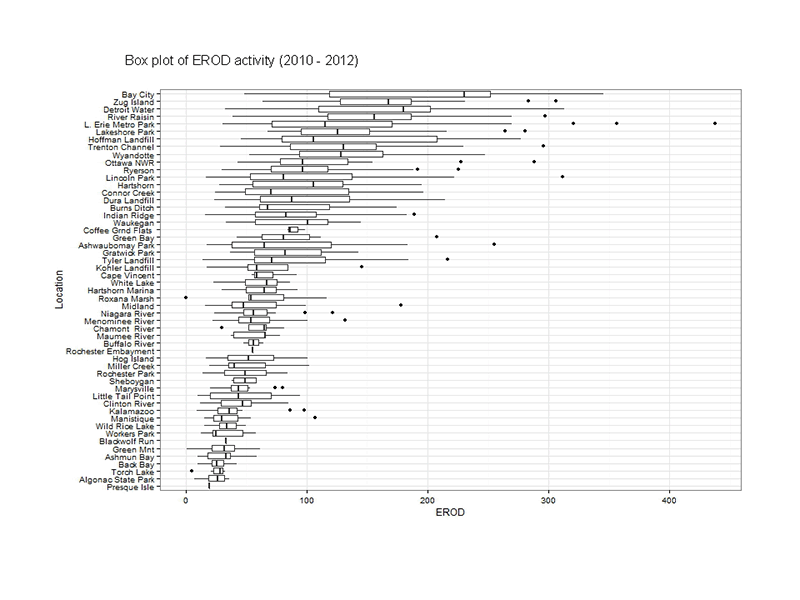 Box plot of EROD activity (2010 - 2012)
Bay City
Zug Island
Detroit Water
River Raisin
L. Erie Metro Park
Lakeshore Park
Hoffman Landfill
Trenton Channel
Wyandotte
Ottawa NWR
Ryerson
Lincoln Park
Hartshorn
Connor Creek
Dura Landfill
Burns Ditch
Indian Ridge
Waukegan
Coffee Grnd Flats
Green Bay
Ashwaubomay Park
Gratwick Park
Tyler Landfill
Kohler Landfill
Cape Vincent
White Lake
Hartshorn Marina
Roxana Marsh
Midland
Niagara River
Menominee River
Chamont River
Maumee River
Buffalo River
Rochester Embayment
Hog Island
Miller Creek
Rochester Park
Sheboygan
Marysville
Little Tail Point
Clinton River
Kalamazoo
Manistique
Wild Rice Lake
Workers Park
Blackwolf Run
Green Mnt
Ashmun Bay
Back Bay
Torch Lake
Algonac State Park
Presque Isle
Location
0 100 200 300 400
EROD